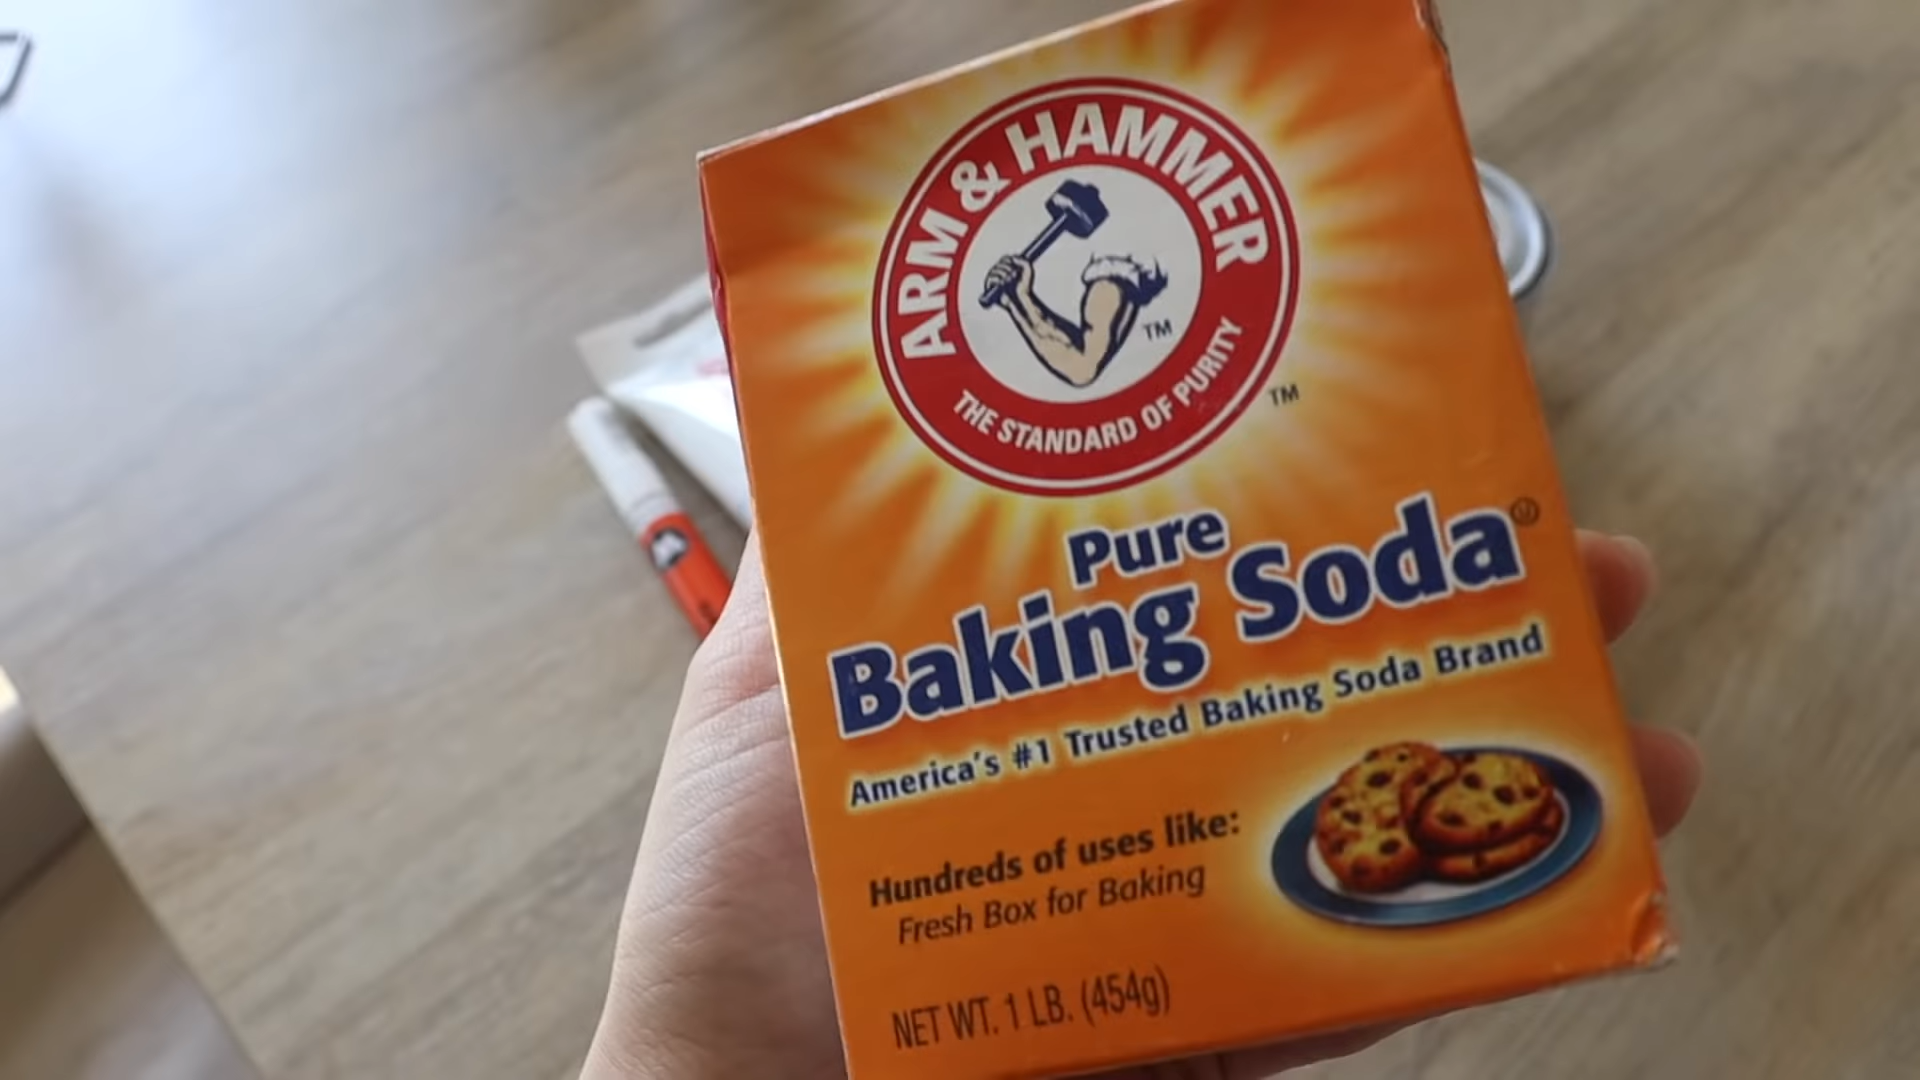 ARM & HAMMER
TM
THE STANDARD OF PURITY
TM
Pure
Baking Soda
America's #1 Trusted Baking Soda Brand
Hundreds of uses like:
Fresh Box for Baking
NET WT. 1 LB. (454g)